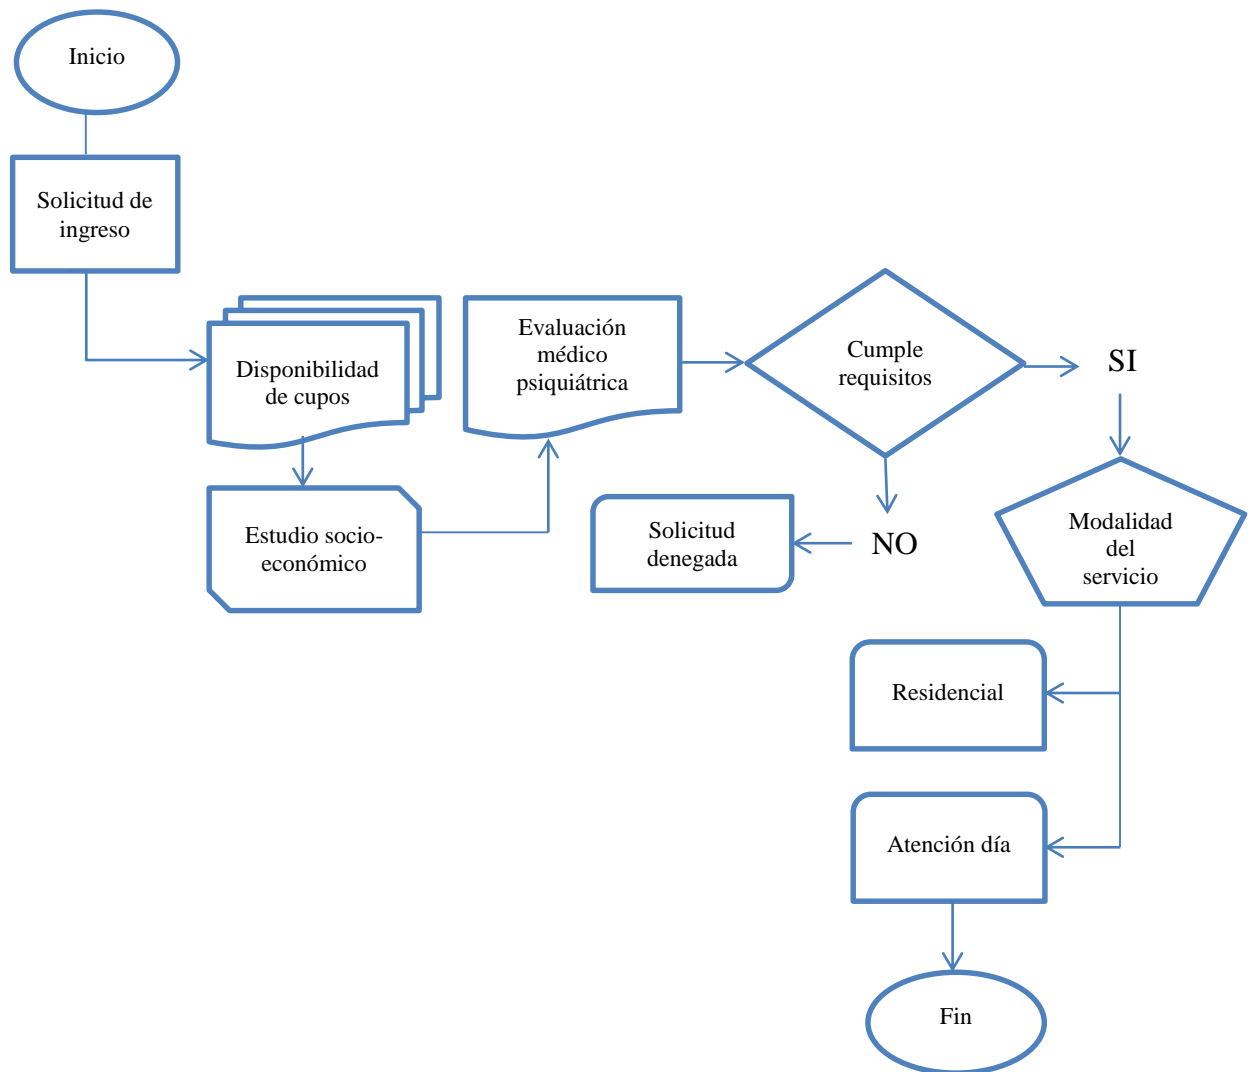 Inicio
Solicitud de
ingreso
Disponibilidad
de cupos
Estudio socio-
económico
Evaluación
médico
psiquiátrica
Cumple
requisitos
SI
NO
Solicitud
denegada
Modalidad
del
servicio
Residencial
Atención día
Fin